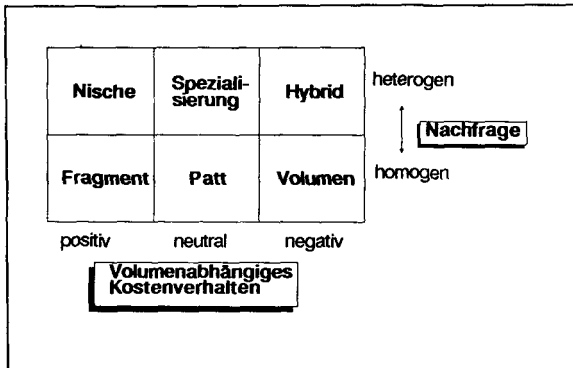 Nische
Speziali-
sierung
Hybrid
heterogen
Nachfrage
Fragment
Patt
Volumen
homogen
positiv
neutral
negativ
Volumenabhängiges
Kostenverhalten